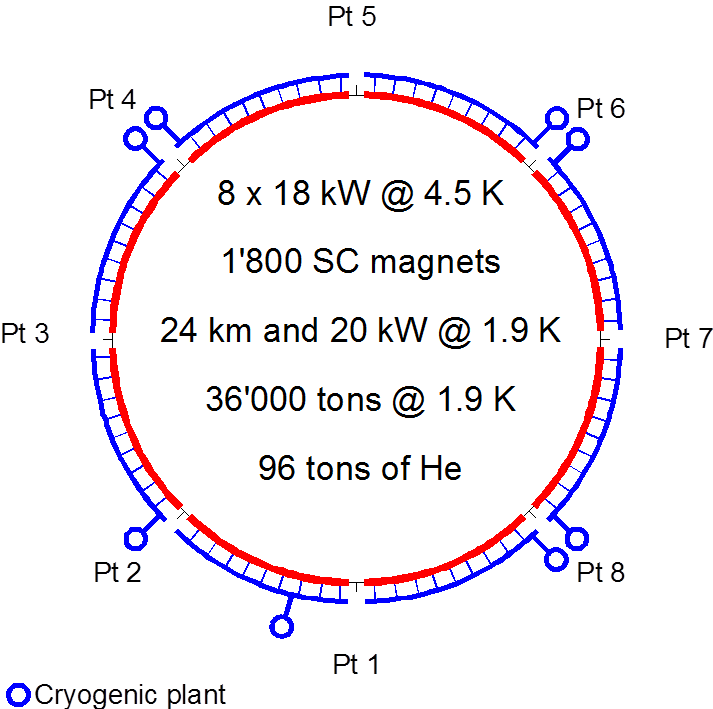 Pt 5
Pt 4
Pt 6
8 x 18 kW @ 4.5 K
1'800 SC magnets
Pt 3
24 km and 20 kW @ 1.9 K
Pt 7
36'000 tons @ 1.9 K
96 tons of He
Pt 2
Pt 8
Pt 1
Cryogenic plant